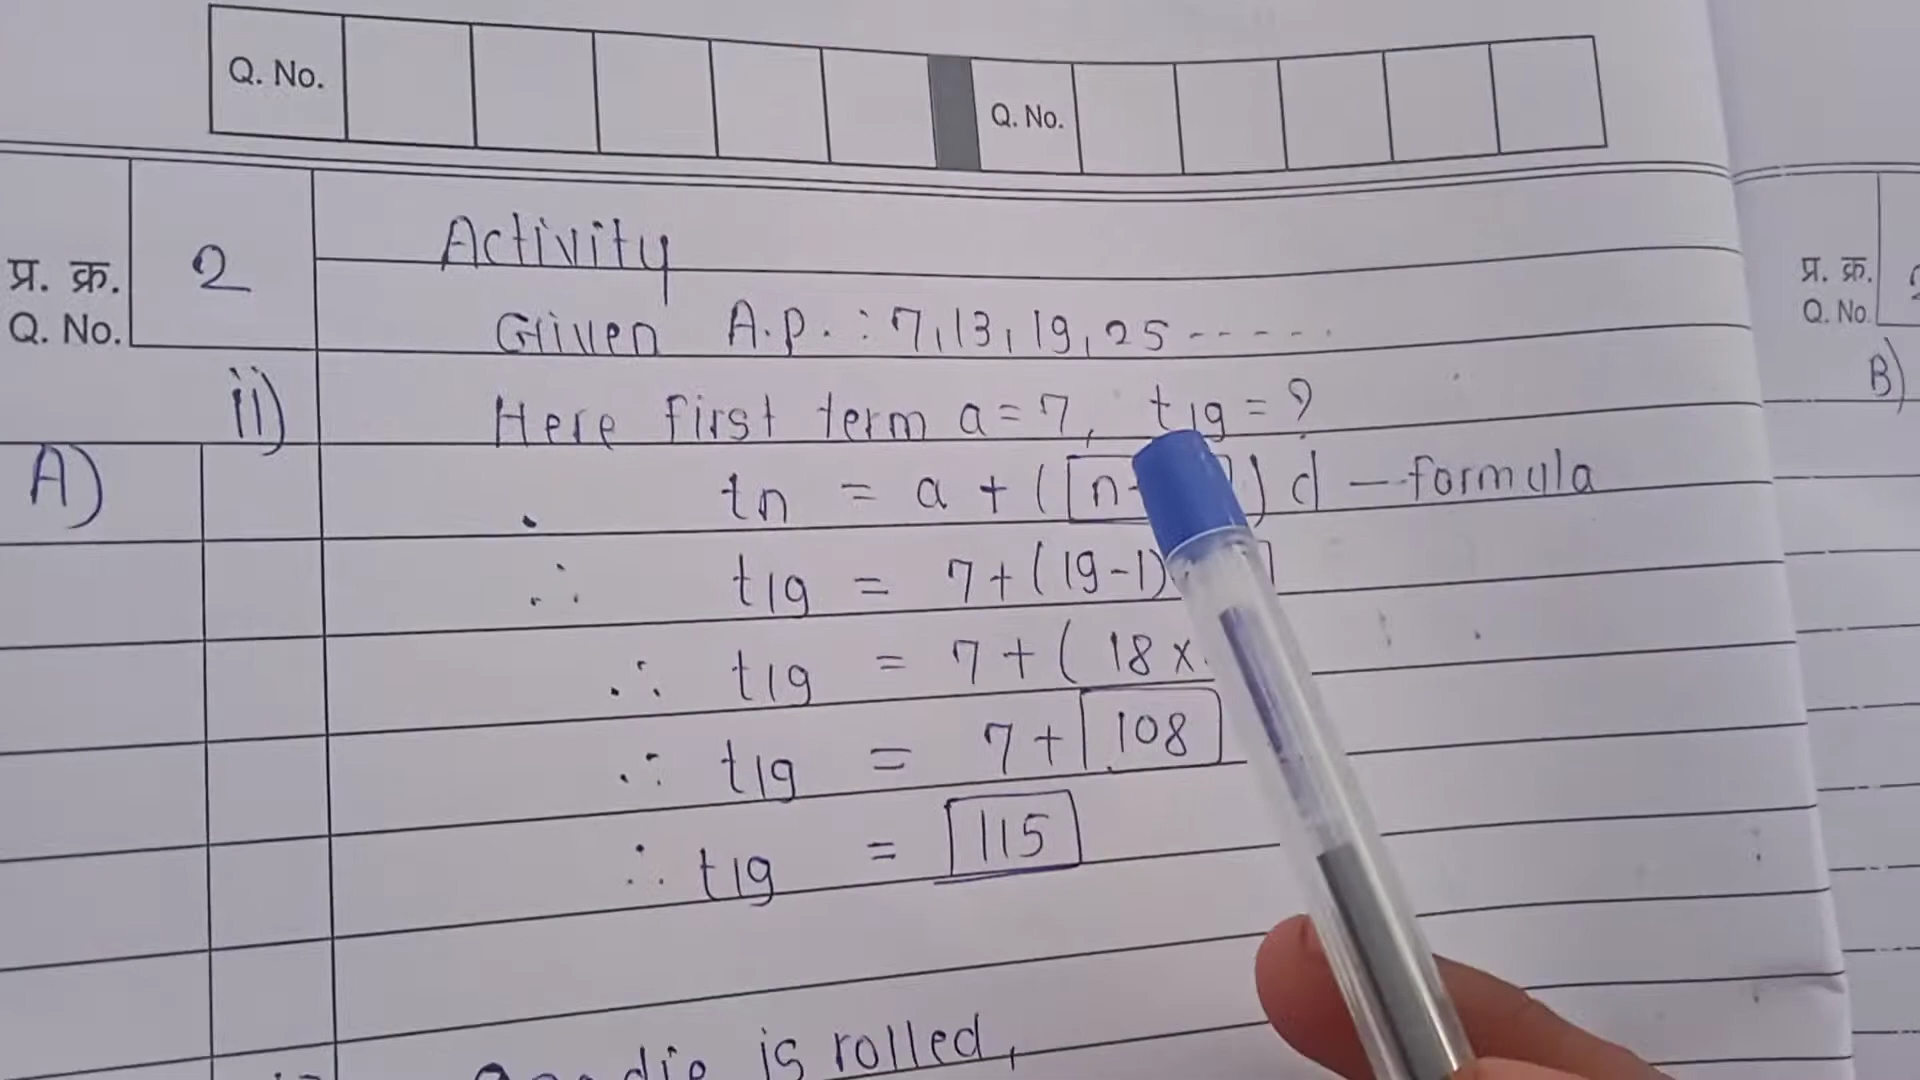 Q. No. Q. No.
प्र. क्र. Q. No. 2
Activity
Given A.P. : 7, 13, 19, 25 -----
ii) Here first term a = 7, t19 = ?
A)
tn = a + ( n ) d — formula
∴ t19 = 7 + (19-1)
∴ t19 = 7 + ( 18 x
∴ t19 = 7 + 108
∴ t19 = 115
die is rolled,
प्र. क्र.
Q. No.
B)